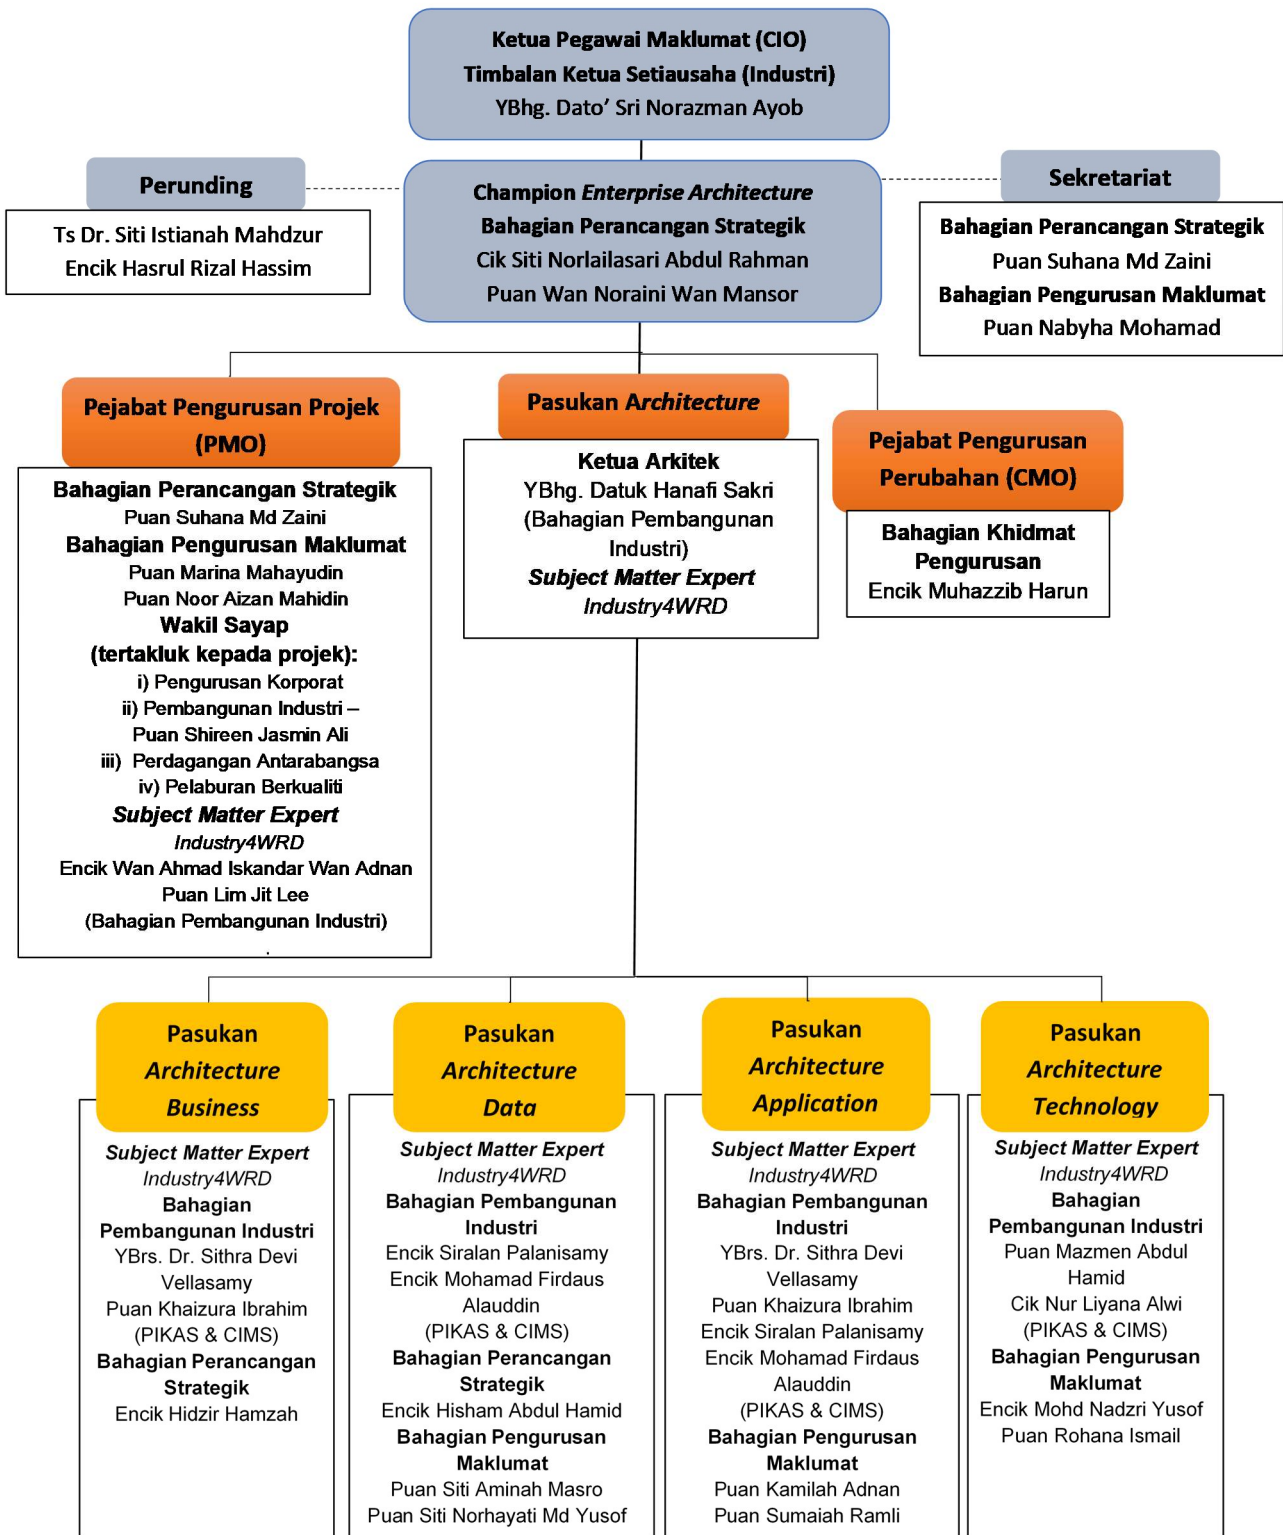 Ketua Pegawai Maklumat (CIO)
Timbalan Ketua Setiausaha (Industri)
YBhg. Dato’ Sri Norazman Ayob
Perunding
Ts Dr. Siti Istianah Mahdzur
Encik Hasrul Rizal Hassim
Champion Enterprise Architecture
Bahagian Perancangan Strategik
Cik Siti Norlailasari Abdul Rahman
Puan Wan Noraini Wan Mansor
Sekretariat
Bahagian Perancangan Strategik
Puan Suhana Md Zaini
Bahagian Pengurusan Maklumat
Puan Nabyha Mohamad
Pejabat Pengurusan Projek
(PMO)
Bahagian Perancangan Strategik
Puan Suhana Md Zaini
Bahagian Pengurusan Maklumat
Puan Marina Mahayudin
Puan Noor Aizan Mahidin
Wakil Sayap
(tertakluk kepada projek):
i) Pengurusan Korporat
ii) Pembangunan Industri –
Puan Shireen Jasmin Ali
iii) Perdagangan Antarabangsa
iv) Pelaburan Berkualiti
Subject Matter Expert
Industry4WRD
Encik Wan Ahmad Iskandar Wan Adnan
Puan Lim Jit Lee
(Bahagian Pembangunan Industri)
.
Pasukan Architecture
Ketua Arkitek
YBhg. Datuk Hanafi Sakri
(Bahagian Pembangunan
Industri)
Subject Matter Expert
Industry4WRD
Pejabat Pengurusan
Perubahan (CMO)
Bahagian Khidmat
Pengurusan
Encik Muhazzib Harun
Pasukan
Architecture
Business
Subject Matter Expert
Industry4WRD
Bahagian
Pembangunan Industri
YBrs. Dr. Sithra Devi
Vellasamy
Puan Khaizura Ibrahim
(PIKAS & CIMS)
Bahagian Perancangan
Strategik
Encik Hidzir Hamzah
Pasukan
Architecture
Data
Subject Matter Expert
Industry4WRD
Bahagian Pembangunan
Industri
Encik Siralan Palanisamy
Encik Mohamad Firdaus
Alauddin
(PIKAS & CIMS)
Bahagian Perancangan
Strategik
Encik Hisham Abdul Hamid
Bahagian Pengurusan
Maklumat
Puan Siti Aminah Masro
Puan Siti Norhayati Md Yusof
Pasukan
Architecture
Application
Subject Matter Expert
Industry4WRD
Bahagian Pembangunan
Industri
YBrs. Dr. Sithra Devi
Vellasamy
Puan Khaizura Ibrahim
Encik Siralan Palanisamy
Encik Mohamad Firdaus
Alauddin
(PIKAS & CIMS)
Bahagian Pengurusan
Maklumat
Puan Kamilah Adnan
Puan Sumaiah Ramli
Pasukan
Architecture
Technology
Subject Matter Expert
Industry4WRD
Bahagian
Pembangunan Industri
Puan Mazmen Abdul
Hamid
Cik Nur Liyana Alwi
(PIKAS & CIMS)
Bahagian Pengurusan
Maklumat
Encik Mohd Nadzri Yusof
Puan Rohana Ismail